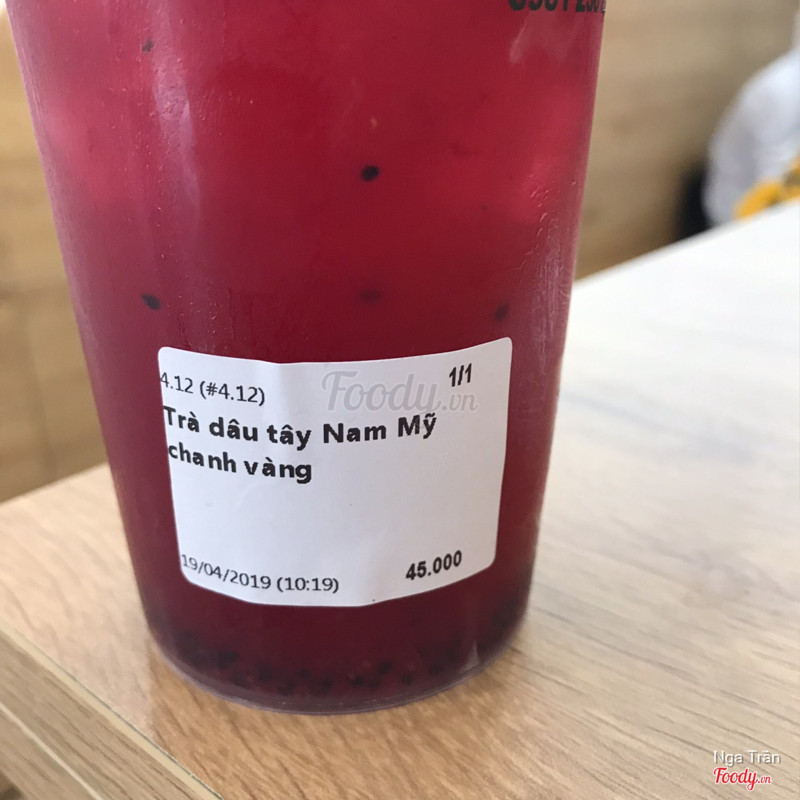 4.12 (#4.12) 1/1
Trà dâu tây Nam Mỹ
chanh vàng
19/04/2019 (10:19) 45.000
Foody.vn
Nga Trân
Foody.vn